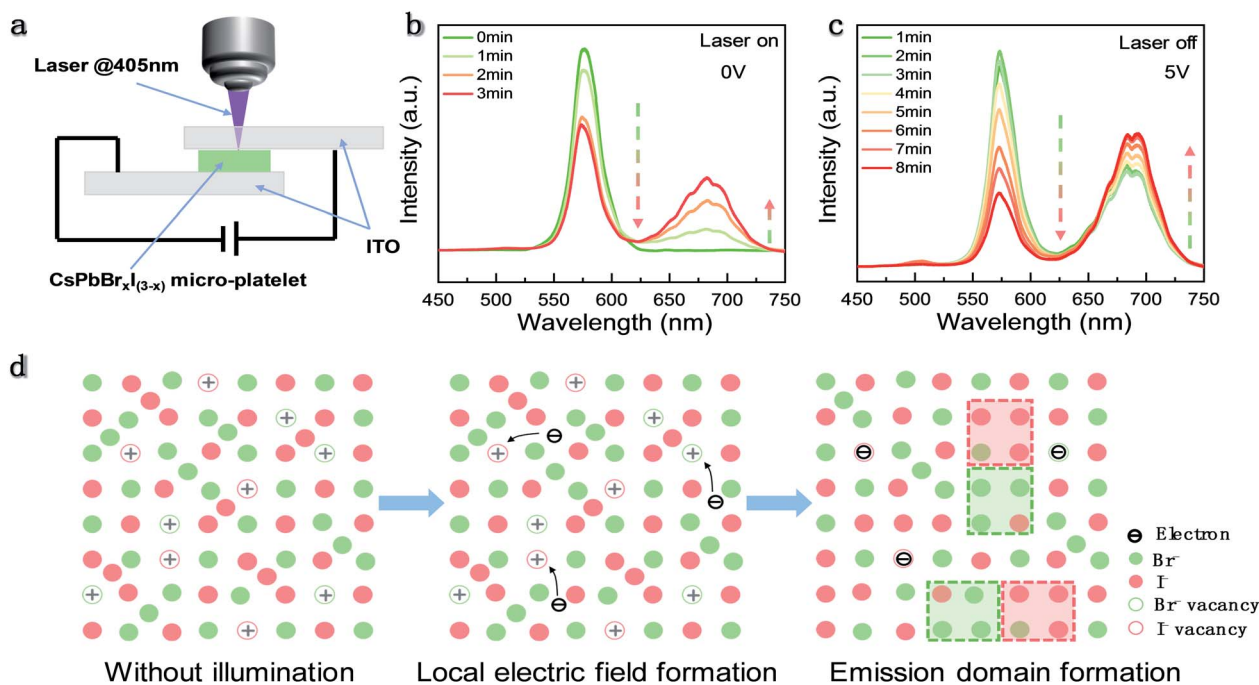 a
Laser @405nm
ITO
CsPbBrxI(3-x) micro-platelet
b
Intensity (a.u.)
0min
1min
2min
3min
Laser on
0V
450 500 550 600 650 700 750
Wavelength (nm)
c
Intensity (a.u.)
1min
2min
3min
4min
5min
6min
7min
8min
Laser off
5V
450 500 550 600 650 700 750
Wavelength (nm)
d
Electron
Br⁻
I⁻
Br⁻ vacancy
I⁻ vacancy
Without illumination
Local electric field formation
Emission domain formation